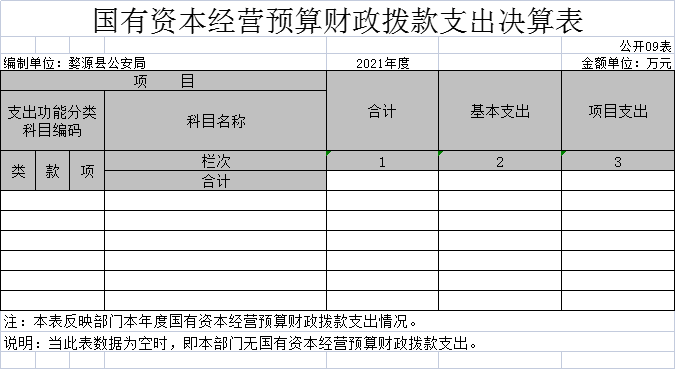 国有资本经营预算财政拨款支出决算表
公开09表
编制单位：婺源县公安局 2021年度 金额单位：万元
项 目 合计 基本支出 项目支出
支出功能分类科目编码 科目名称
类 款 项 栏次 1 2 3
合计
注：本表反映部门本年度国有资本经营预算财政拨款支出情况。
说明：当此表数据为空时，即本部门无国有资本经营预算财政拨款支出。